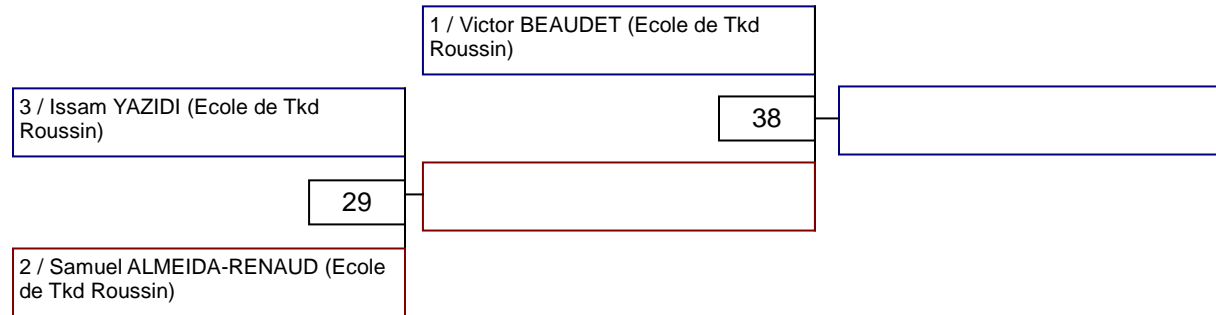 1 / Victor BEAUDET (Ecole de Tkd
Roussin)
3 / Issam YAZIDI (Ecole de Tkd
Roussin)
38
29
2 / Samuel ALMEIDA-RENAUD (Ecole
de Tkd Roussin)